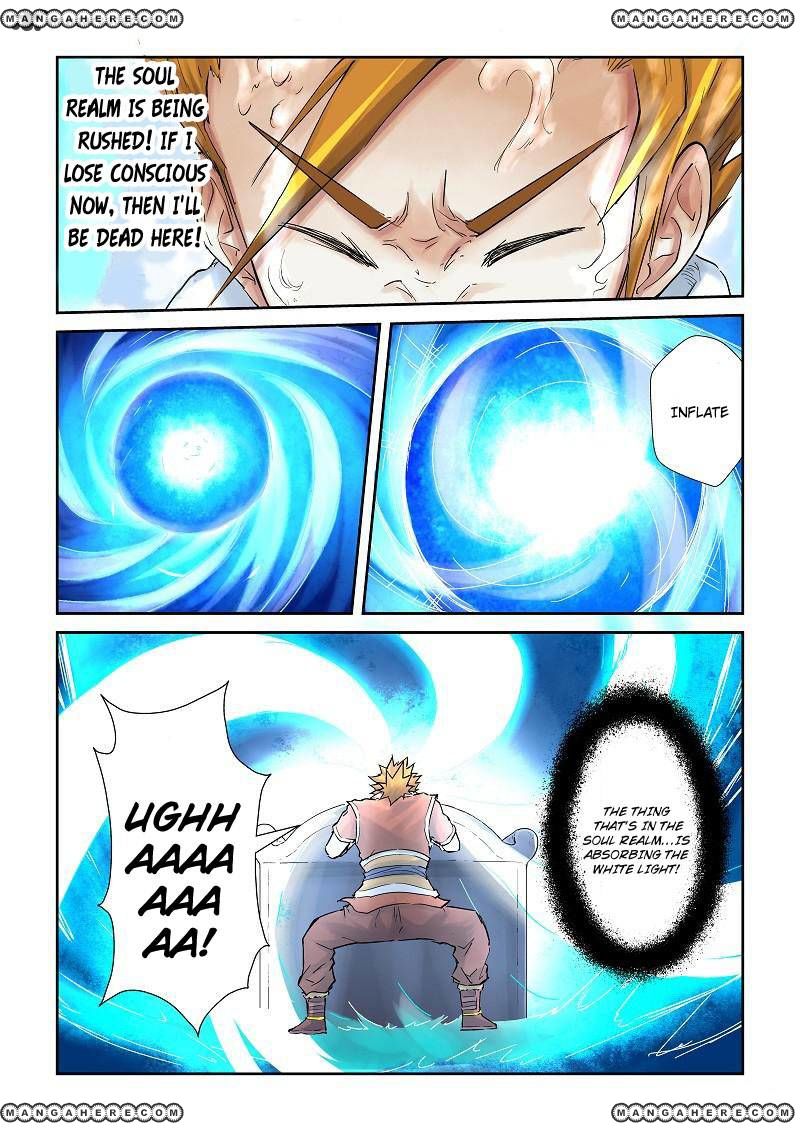 MANGAHERE.COM
MANGAHERE.COM
THE SOUL
REALM IS BEING
RUSHED! IF I
LOSE CONSCIOUS
NOW, THEN I'LL
BE DEAD HERE!
INFLATE
UGHH
AAAA
AAA
AA!
THE THING
THAT'S IN THE
SOUL REALM...IS
ABSORBING THE
WHITE LIGHT!
MANGAHERE.COM
MANGAHERE.COM